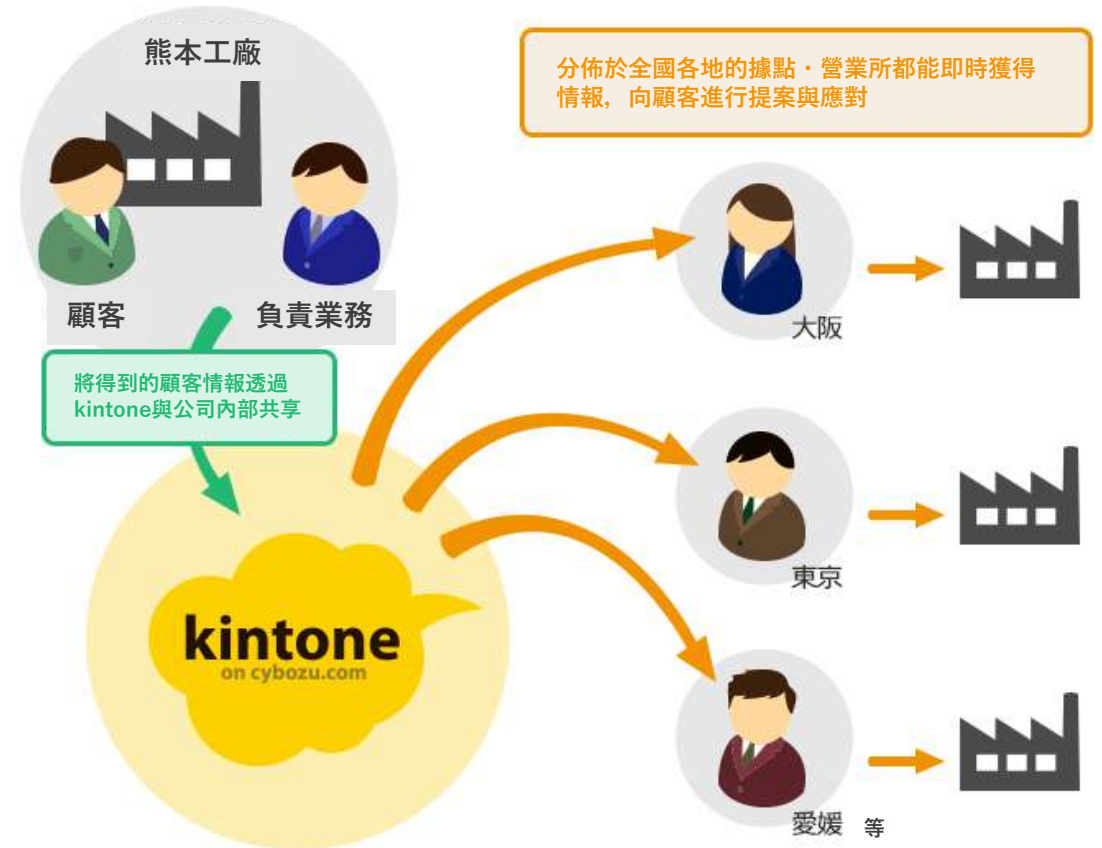 熊本工廠
分佈於全國各地的據點・營業所都能即時獲得
情報，向顧客進行提案與應對
顧客
負責業務
大阪
將得到的顧客情報透過
kintone與公司內部共享
東京
kintone
on cybozu.com
愛媛 等